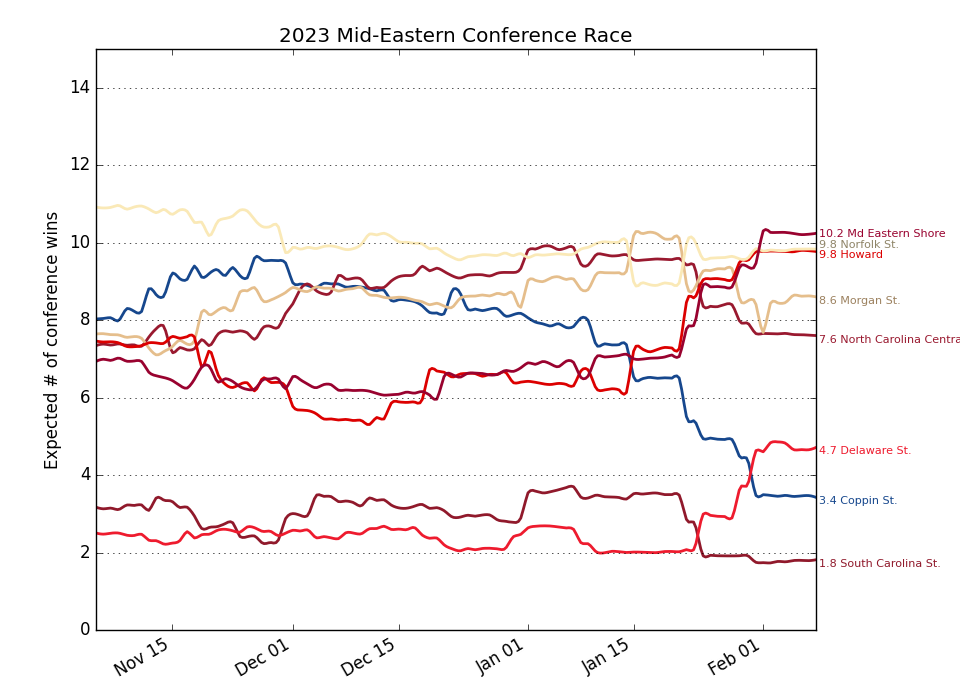 2023 Mid-Eastern Conference Race
Expected # of conference wins
14
12
10
8
6
4
2
0
Nov 15
Dec 01
Dec 15
Jan 01
Jan 15
Feb 01
10.2 Md Eastern Shore
9.8 Norfolk St.
9.8 Howard
8.6 Morgan St.
7.6 North Carolina Centra
4.7 Delaware St.
3.4 Coppin St.
1.8 South Carolina St.